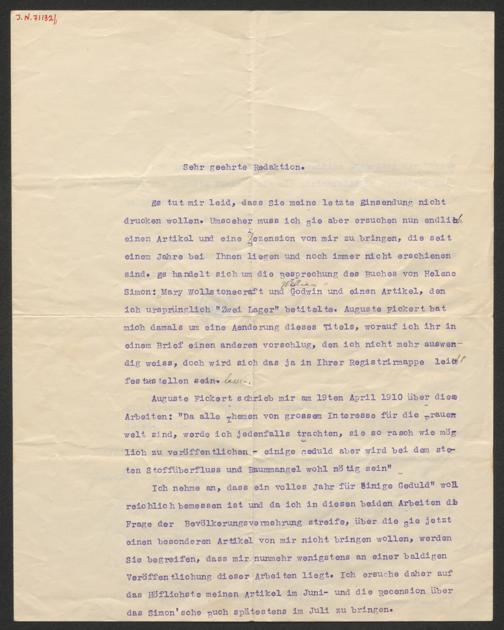 J.N.71132/1
Sehr geehrte Redaktion.
Es tut mir leid, dass Sie meine letzte Einsendung nicht
drucken wollen. Umsoeher muss ich Sie aber ersuchen nun endlich
einen Artikel und eine Rezension von mir zu bringen, die seit
einem Jahre bei Ihnen liegen und noch immer nicht erschienen
sind. Es handelt sich um die Besprechung des Buches von Helene
Simon: Mary Wollstonecraft und Godwin und einen Artikel, den
ich ursprünglich "Zwei Lager" betitelte. Auguste Fickert bat
mich damals um eine Aenderung dieses Titels, worauf ich ihr in
einem Brief einen anderen Vorschlug, den ich nicht mehr auswen-
dig weiss, doch wird sich das ja in Ihrer Registrirmappe leicht
festustellen sein.
Auguste Fickert schrieb mir am 19ten April 1910 über diese
Arbeiten: "Da alle Themen von grossem Interesse für die Frauen
welt sind, werde ich jedenfalls trachten, sie so rasch wie mög
lich zu veröffentlichen - einige Geduld aber wird bei dem ste-
ten Stoffüberfluss und Raummangel wohl nötig sein"
Ich nehme an, dass ein volles Jahr für Einige Geduld" woll
reichlich bemessen ist und da ich in diesen beiden Arbeiten die
Frage der Bevölkerungsvermehrung streife, über die Sie jetzt
einen besonderen Artikel von mir nicht bringen wollen, werden
Sie begreifen, dass mir nunmehr wenigstens an einer baldigen
Veröffentlichung dieser Arbeiten liegt. Ich ersuche daher auf
das Höflichste meinen Artikel im Juni- und die Recension über
das Simon'sche Buch spätestens im Juli zu bringen.